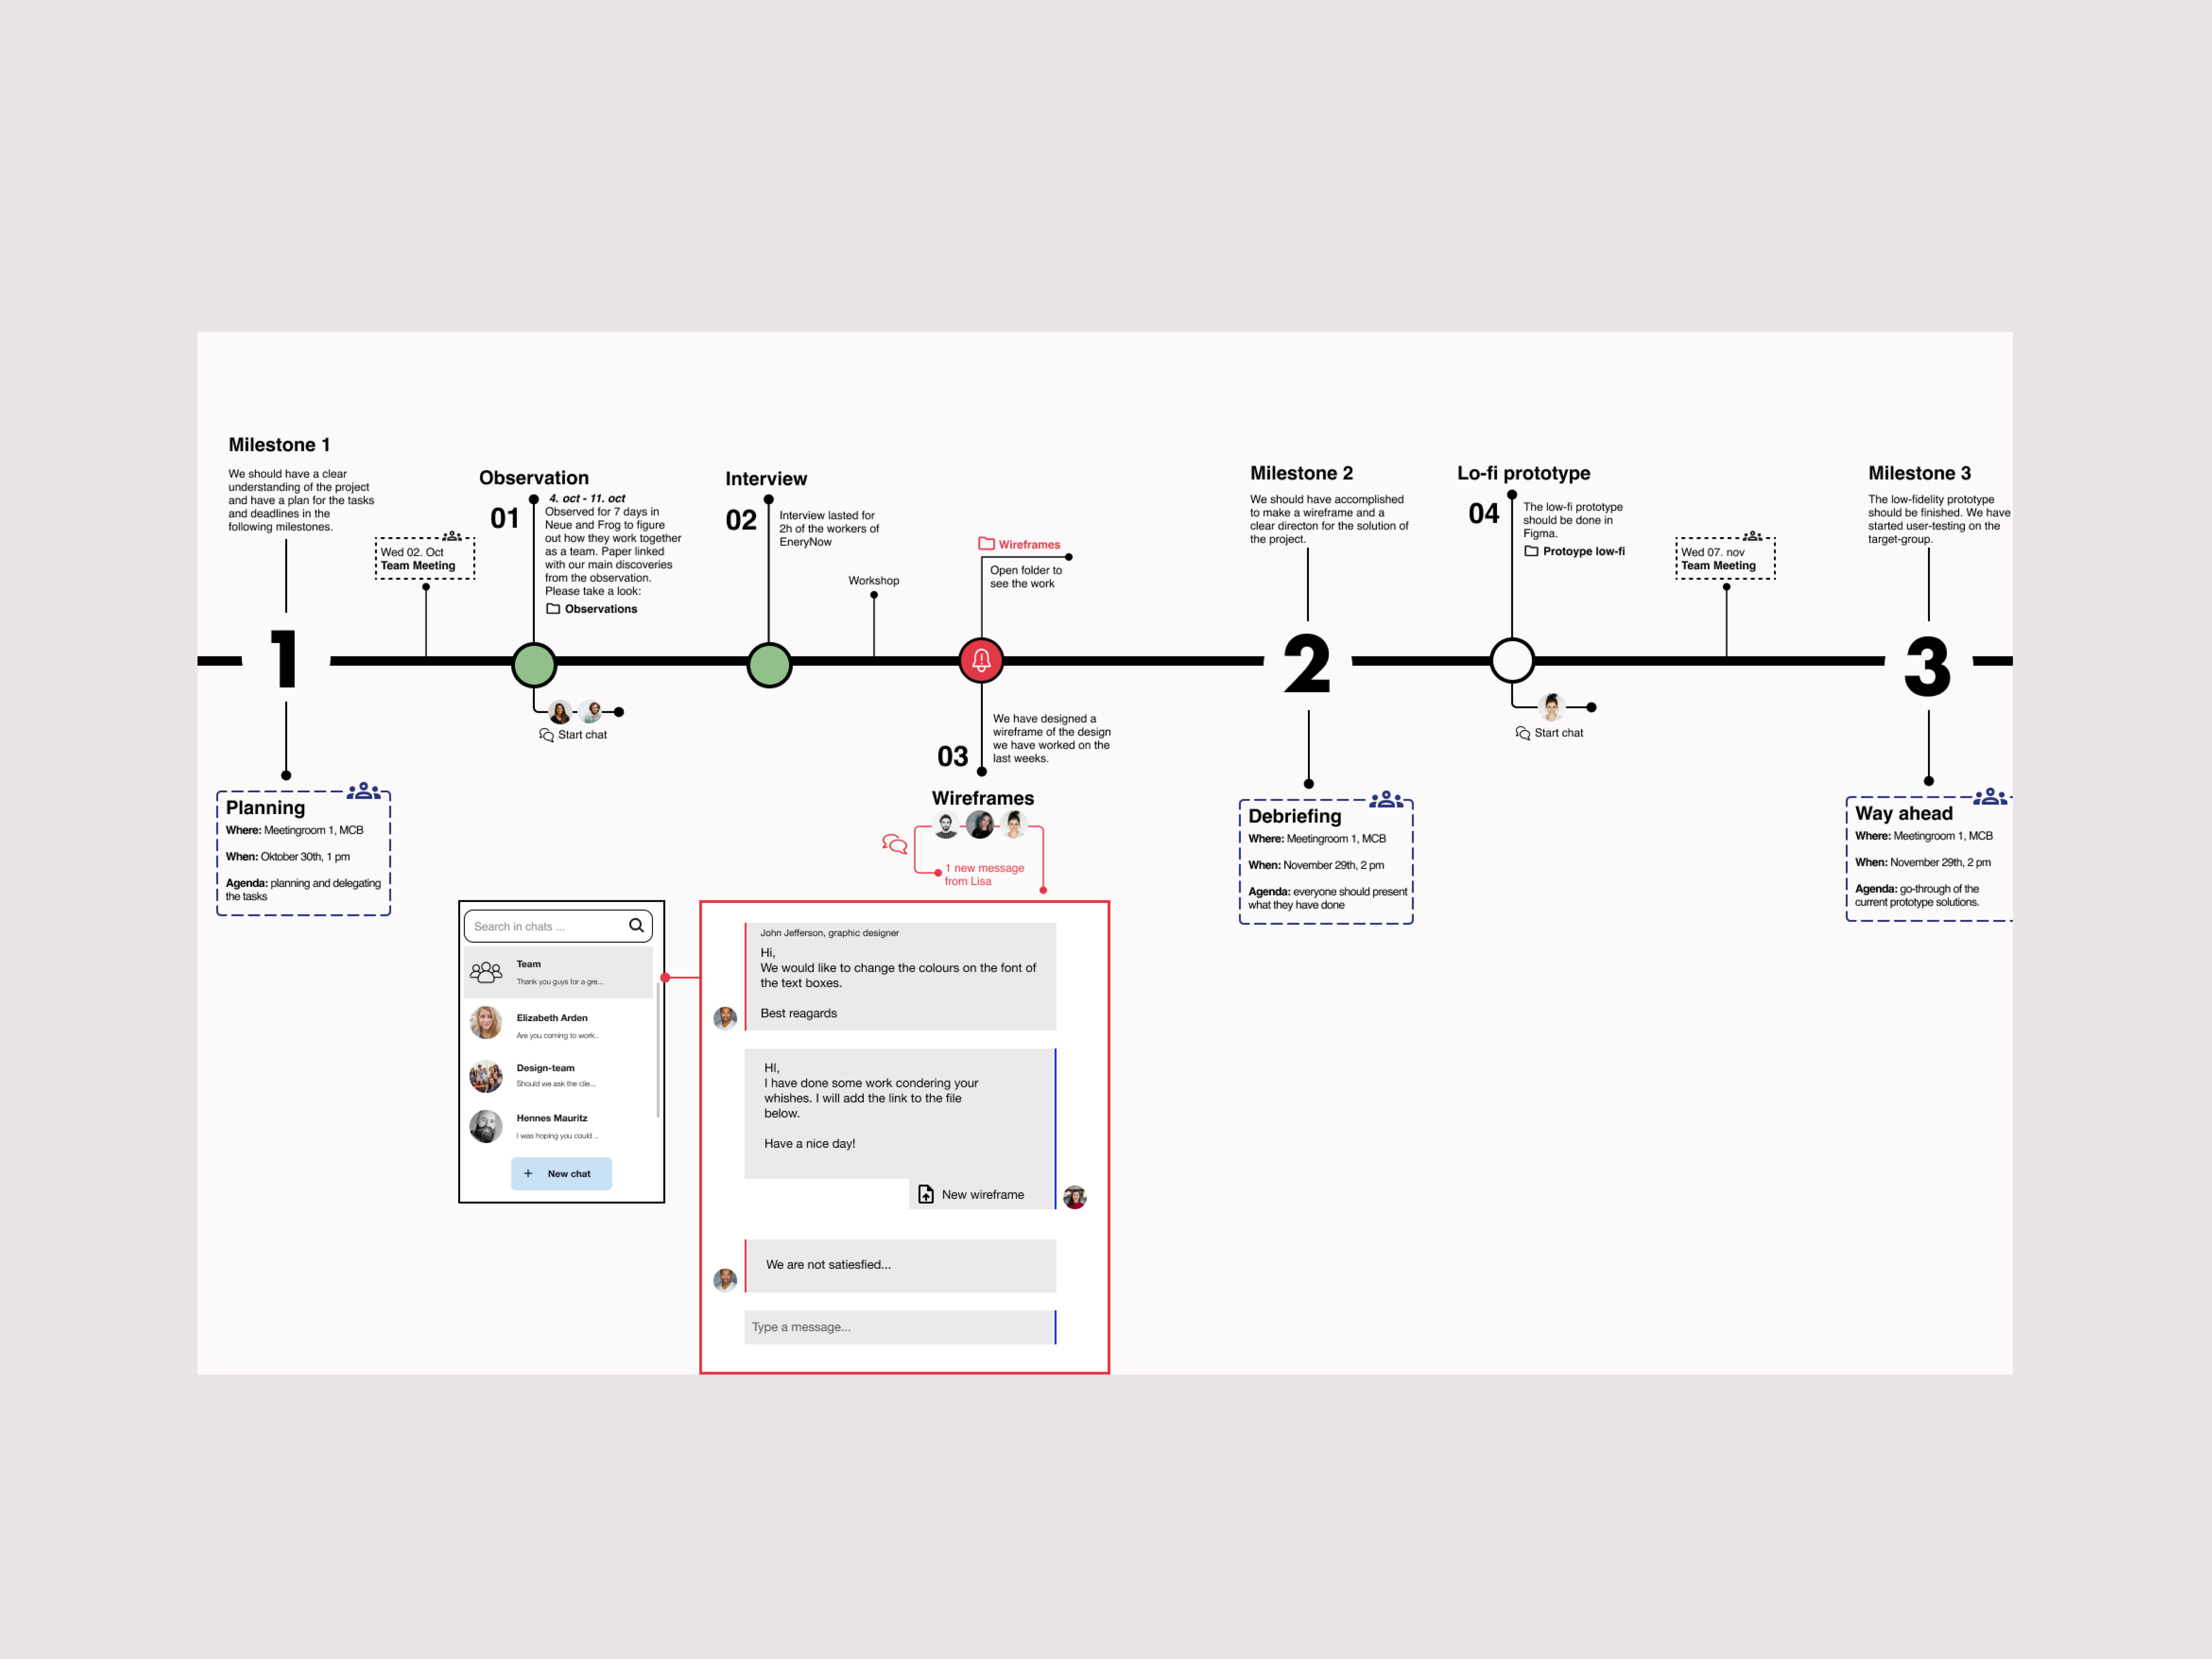 Milestone 1
We should have a clear
understanding of the project
and have a plan for the tasks
and deadlines in the
following milestones.
1
Planning
Where: Meetingroom 1, MCB
When: Oktober 30th, 1 pm
Agenda: planning and delegating
the tasks
Wed 02. Oct
Team Meeting
Observation
01
4. oct - 11. oct
Observed for 7 days in
Neue and Frog to figure
out how they work together
as a team. Paper linked
with our main discoveries
from the observation.
Please take a look:
Observations
Start chat
Interview
02
Interview lasted for
2h of the workers of
EneryNow
Workshop
Wireframes
Open folder to
see the work
We have designed a
wireframe of the design
we have worked on the
last weeks.
03
Wireframes
1 new message
from Lisa
Search in chats ...
Team
Thank you guys for a gre...
Elizabeth Arden
Are you coming to work..
Design-team
Should we ask the clie...
Hennes Mauritz
I was hoping you could ..
+ New chat
John Jefferson, graphic designer
Hi,
We would like to change the colours on the font of
the text boxes.
Best reagards
HI,
I have done some work condering your
whishes. I will add the link to the file
below.
Have a nice day!
New wireframe
We are not satiesfied...
Type a message...
Milestone 2
We should have accomplished
to make a wireframe and a
clear directon for the solution of
the project.
2
Debriefing
Where: Meetingroom 1, MCB
When: November 29th, 2 pm
Agenda: everyone should present
what they have done
Lo-fi prototype
04
The low-fi prototype
should be done in
Figma.
Protoype low-fi
Start chat
Wed 07. nov
Team Meeting
Milestone 3
The low-fidelity prototype
should be finished. We have
started user-testing on the
target-group.
3
Way ahead
Where: Meetingroom 1, MCB
When: November 29th, 2 pm
Agenda: go-through of the
current prototype solutions.